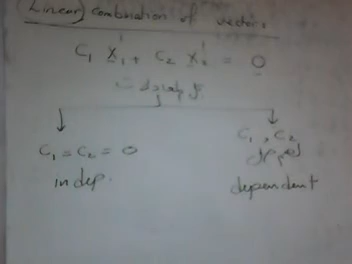 (Linear) combination of vectors
C₁ X₁ + C₂ X₂ = 0
C₁ = C₂ = 0
C₁, C₂
indep.
dependent